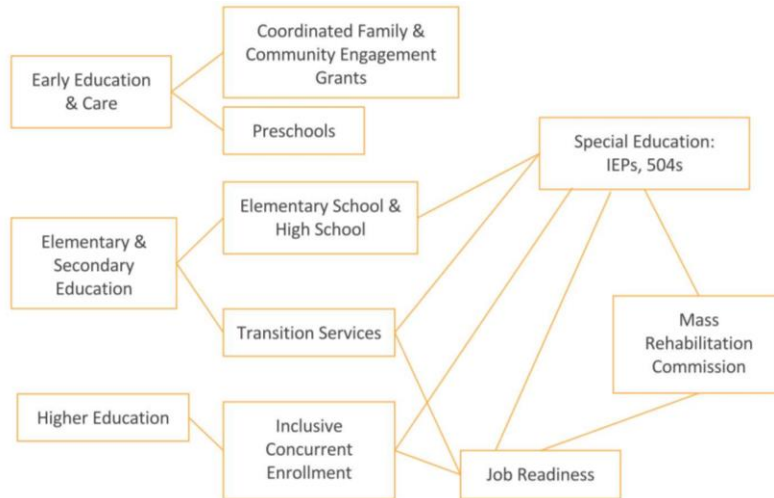 Coordinated Family &
Community Engagement
Grants
Early Education
& Care
Preschools
Special Education:
IEPs, 504s
Elementary School &
High School
Elementary &
Secondary
Education
Transition Services
Mass
Rehabilitation
Commission
Higher Education
Inclusive
Concurrent
Enrollment
Job Readiness